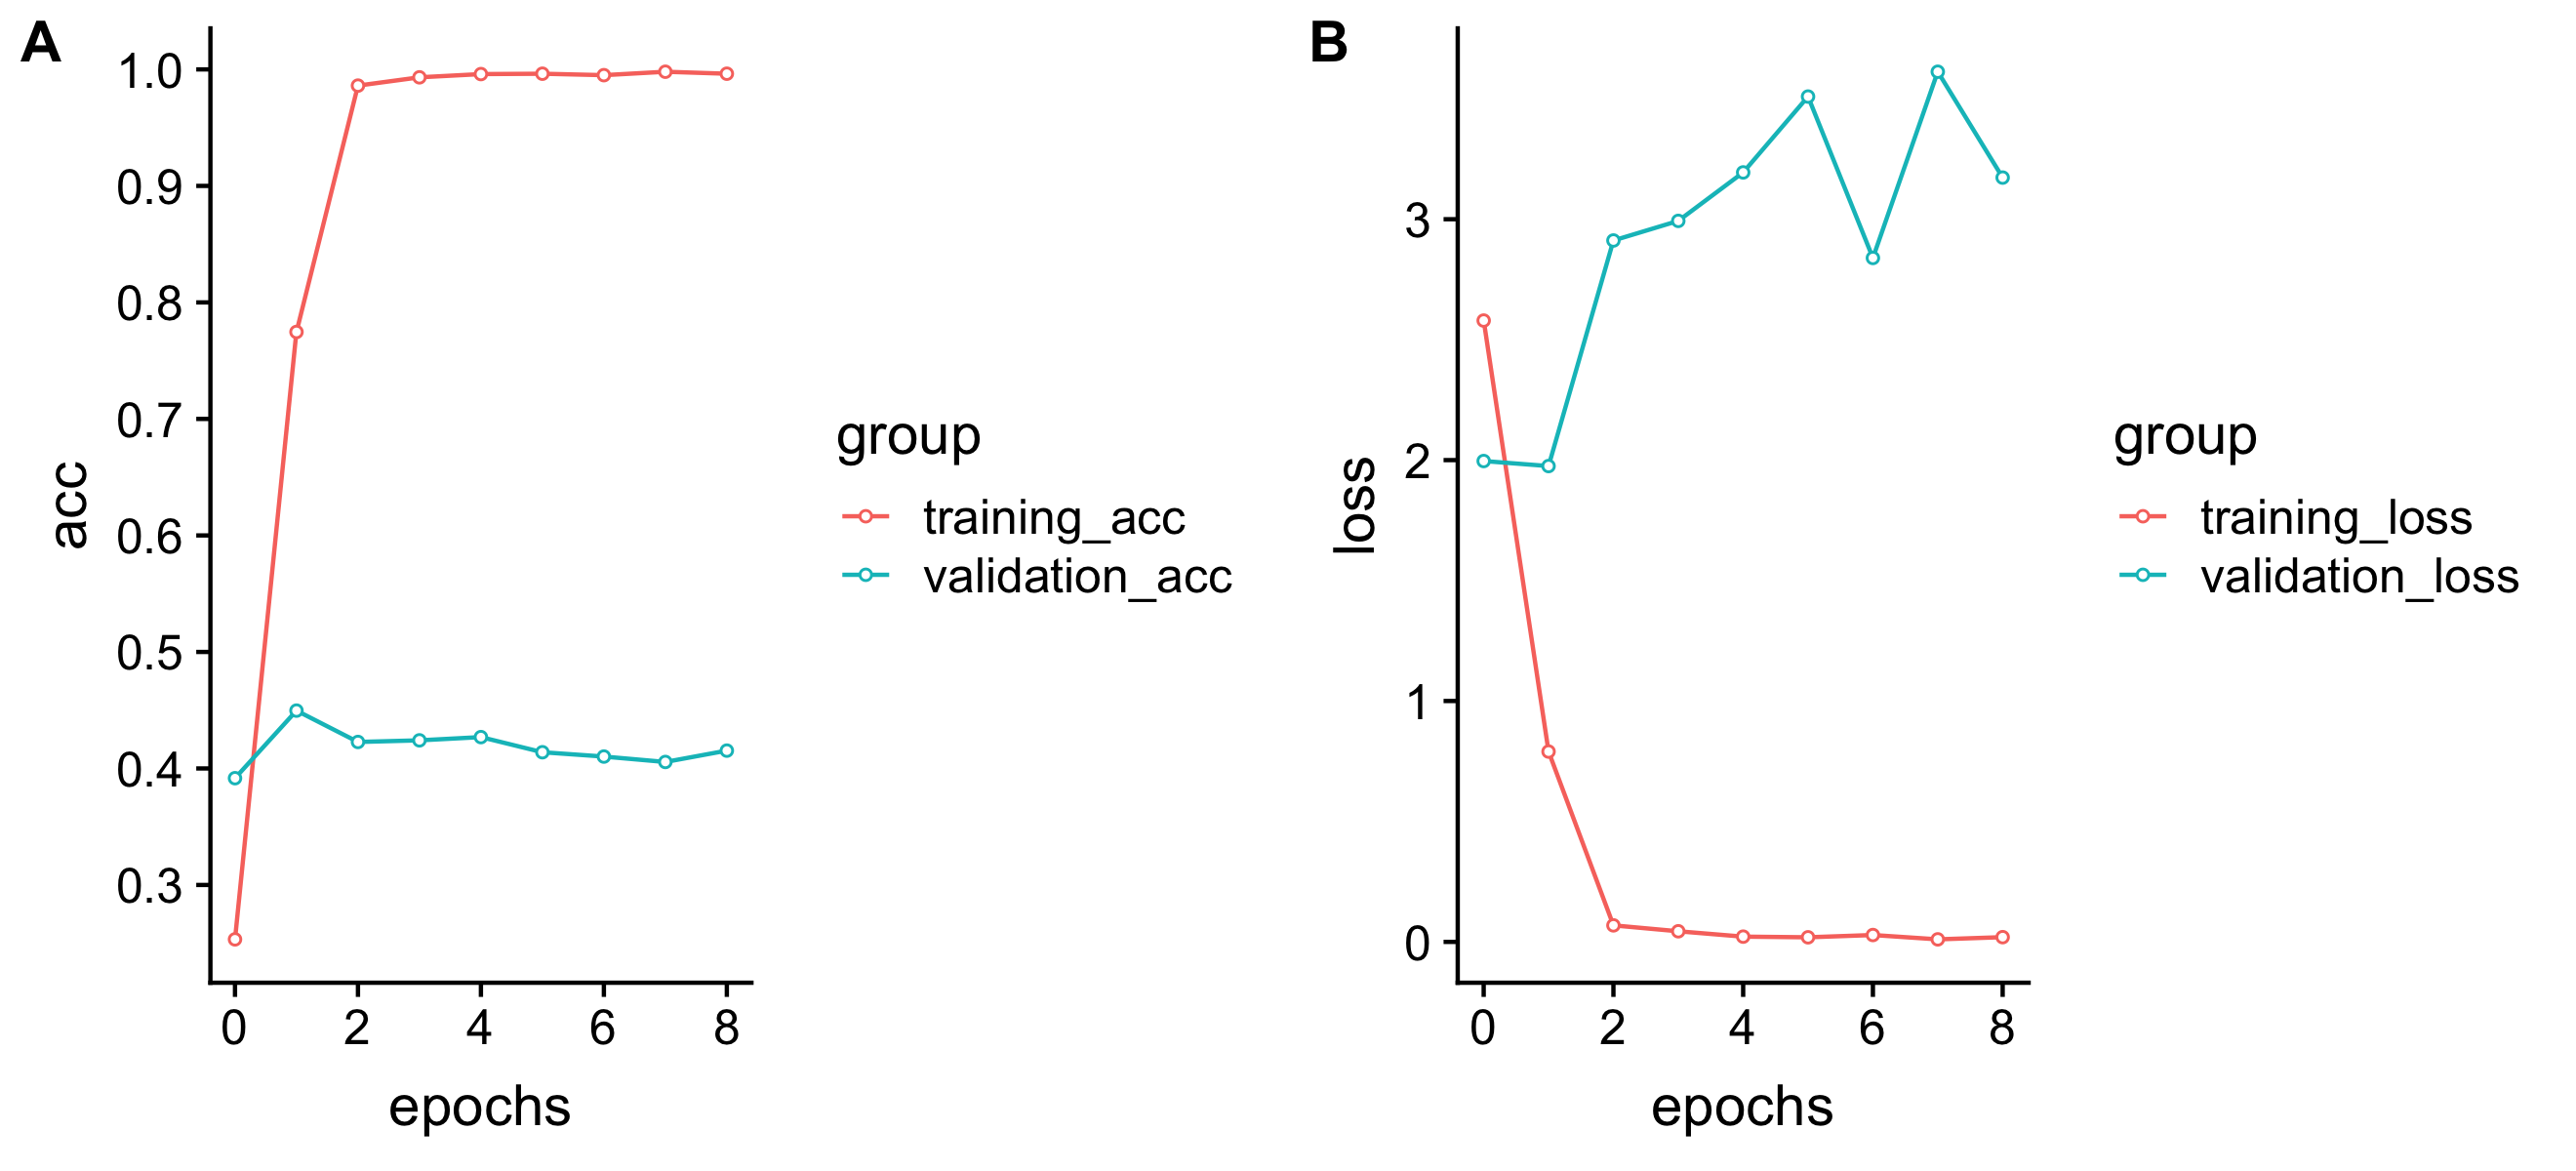 A
1.0
0.9
0.8
0.7
0.6
0.5
0.4
0.3
acc
0 2 4 6 8
epochs
group
training_acc
validation_acc
B
3
2
1
0
loss
0 2 4 6 8
epochs
group
training_loss
validation_loss